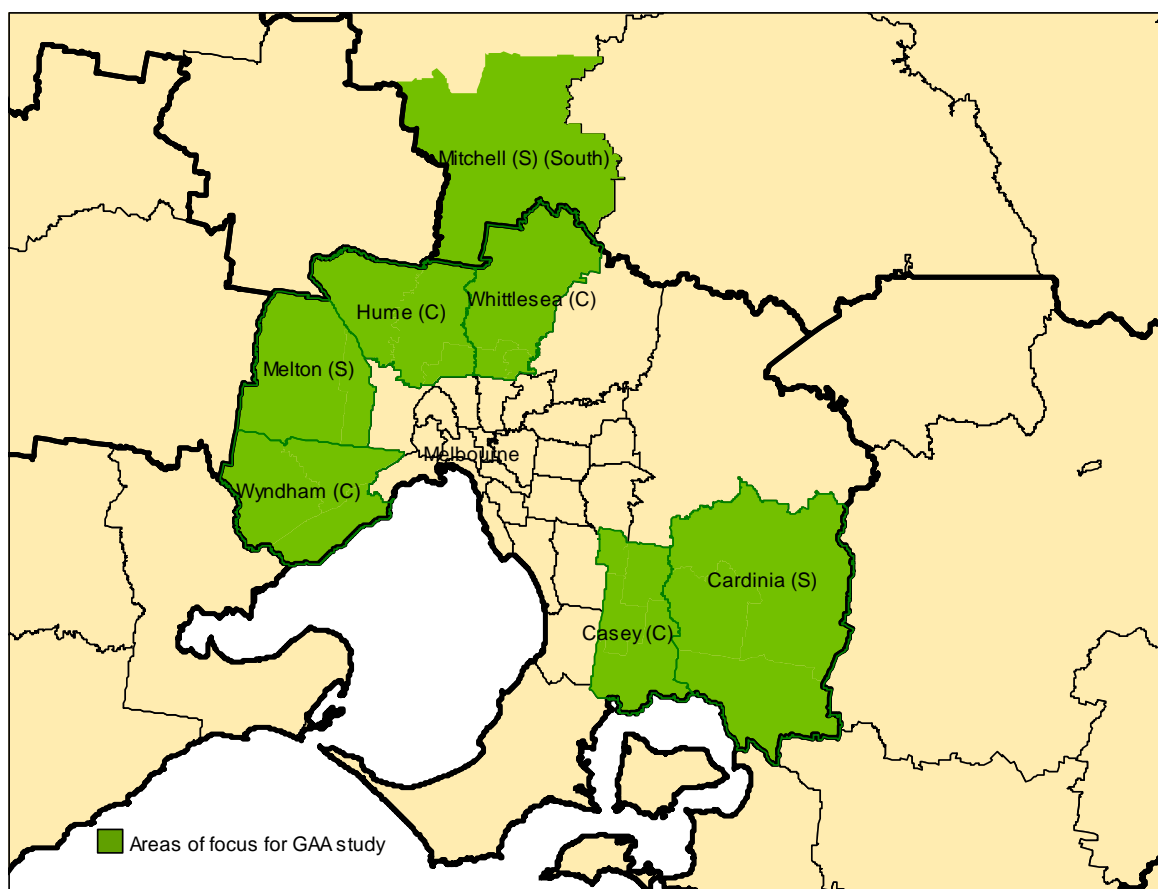 Mitchell (S) (South)
Whittlesea (C)
Hume (C)
Melton (S)
Melbourne
Wyndham (C)
Cardinia (S)
Casey (C)
Areas of focus for GAA study